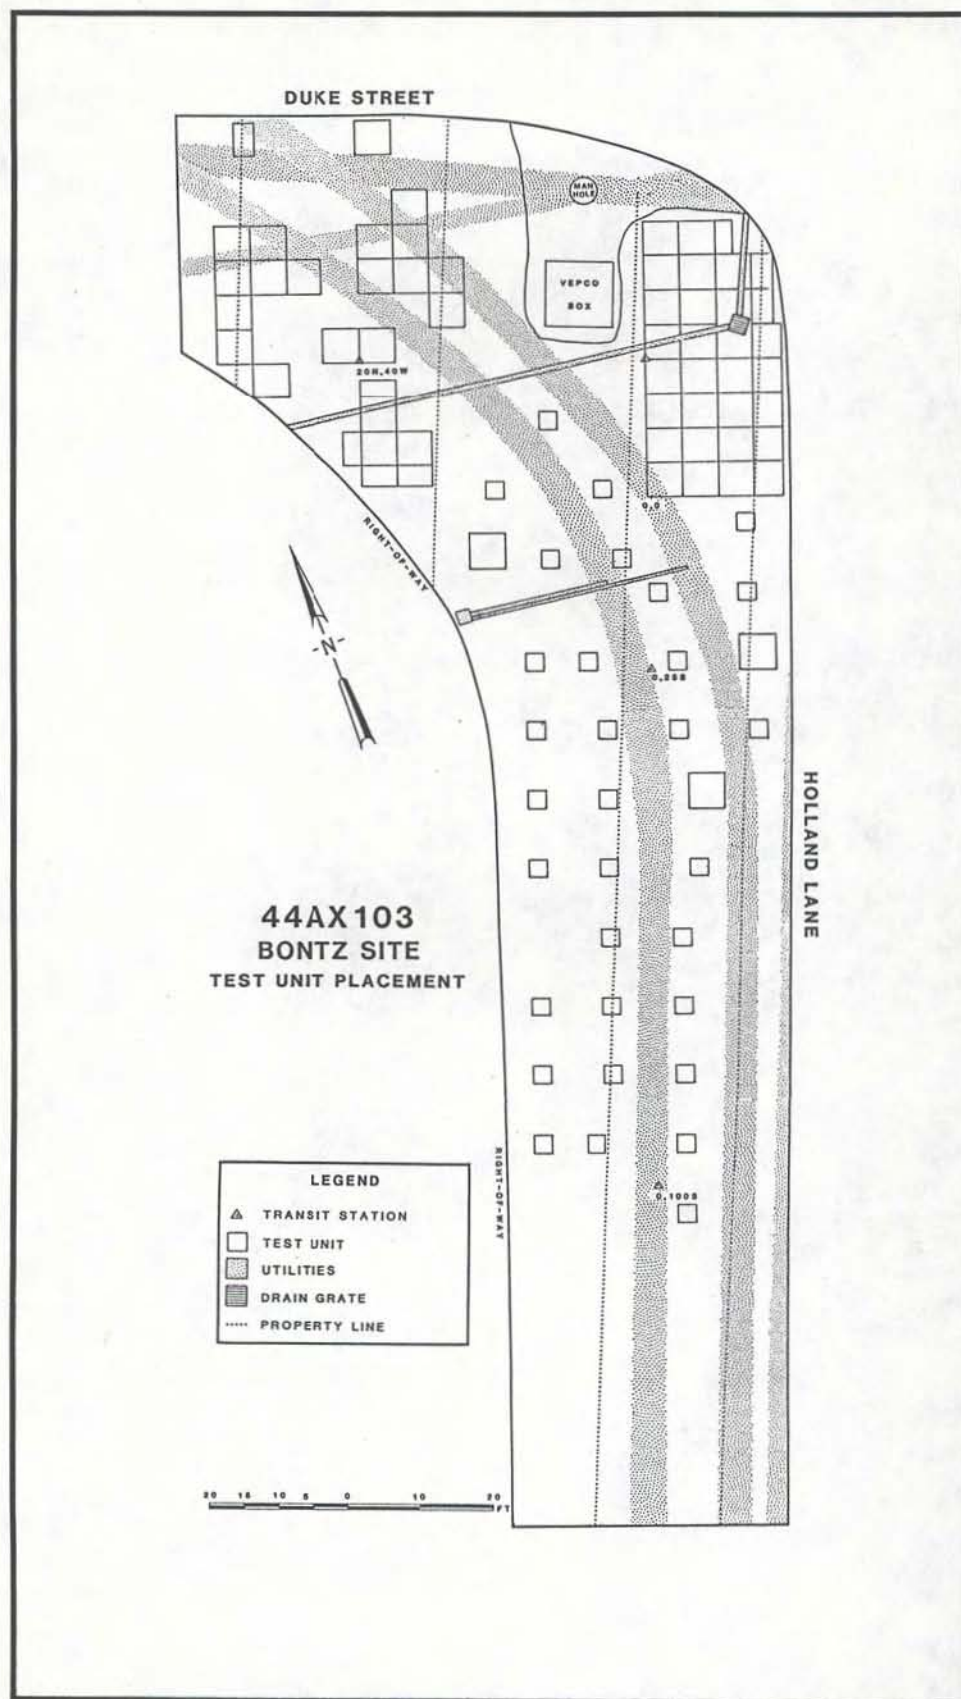 DUKE STREET
MAN
HOLE
VEPCO
BOX
20N,40W
0,0
RIGHT-OF-WAY
-N-
0,25S
HOLLAND LANE
44AX103
BONTZ SITE
TEST UNIT PLACEMENT
RIGHT-OF-WAY
0,100S
LEGEND
TRANSIT STATION
TEST UNIT
UTILITIES
DRAIN GRATE
PROPERTY LINE
20 15 10 5 0 10 20
FT